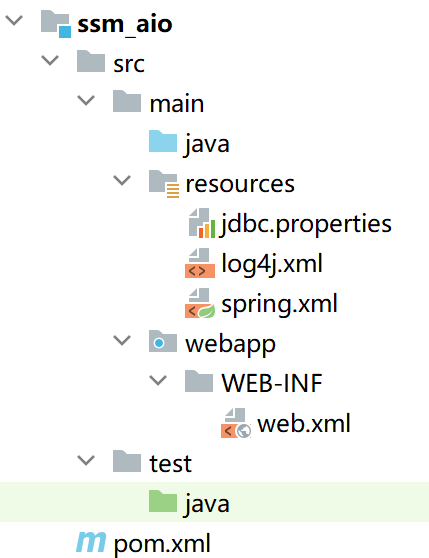 ssm_aio
src
main
java
resources
jdbc.properties
log4j.xml
spring.xml
webapp
WEB-INF
web.xml
test
java
pom.xml